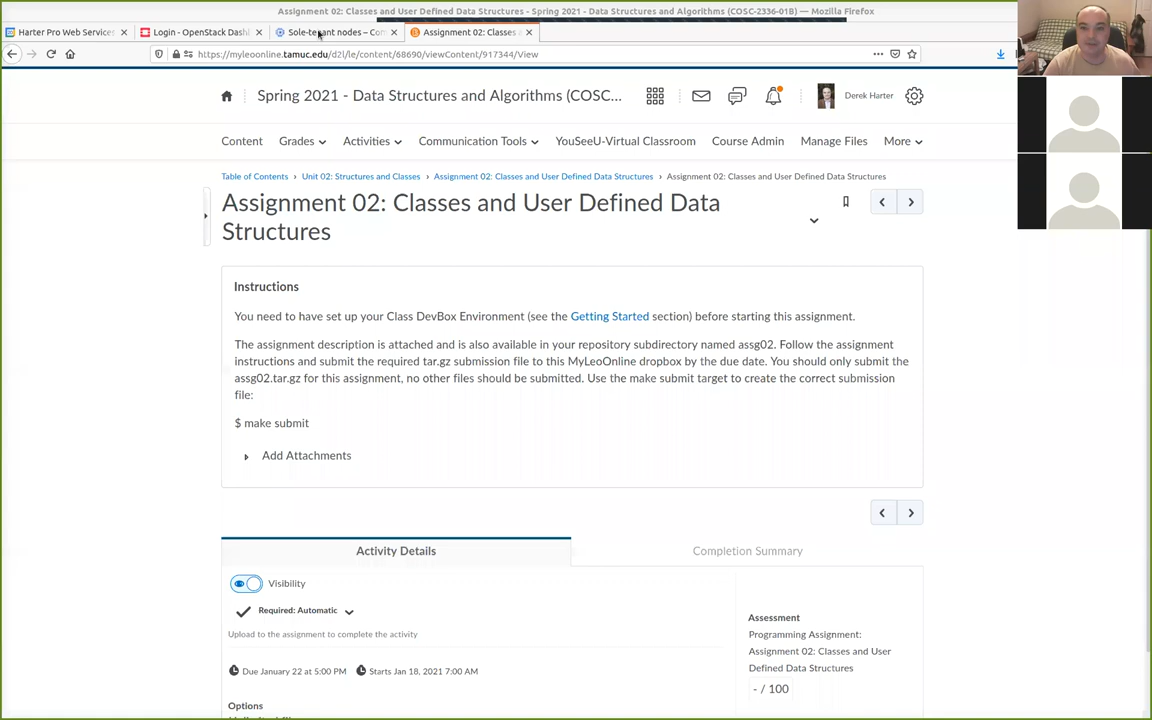 Assignment 02: Classes and User Defined Data Structures - Spring 2021 - Data Structures and Algorithms (COSC-2336-01B) — Mozilla Firefox
Harter Pro Web Services
Login - OpenStack Dashl
Sole-tenant nodes – Com
Assignment 02: Classes a
https://myleoonline.tamuc.edu/d2l/le/content/68690/viewContent/917344/View
Spring 2021 - Data Structures and Algorithms (COSC...
Derek Harter
Content Grades Activities Communication Tools YouSeeU-Virtual Classroom Course Admin Manage Files More
Table of Contents › Unit 02: Structures and Classes › Assignment 02: Classes and User Defined Data Structures › Assignment 02: Classes and User Defined Data Structures
Assignment 02: Classes and User Defined Data
Structures
Instructions
You need to have set up your Class DevBox Environment (see the Getting Started section) before starting this assignment.
The assignment description is attached and is also available in your repository subdirectory named assg02. Follow the assignment
instructions and submit the required tar.gz submission file to this MyLeoOnline dropbox by the due date. You should only submit the
assg02.tar.gz for this assignment, no other files should be submitted. Use the make submit target to create the correct submission
file:
$ make submit
Add Attachments
Activity Details
Completion Summary
Visibility
Required: Automatic
Upload to the assignment to complete the activity
Due January 22 at 5:00 PM Starts Jan 18, 2021 7:00 AM
Options
Assessment
Programming Assignment:
Assignment 02: Classes and User
Defined Data Structures
- / 100